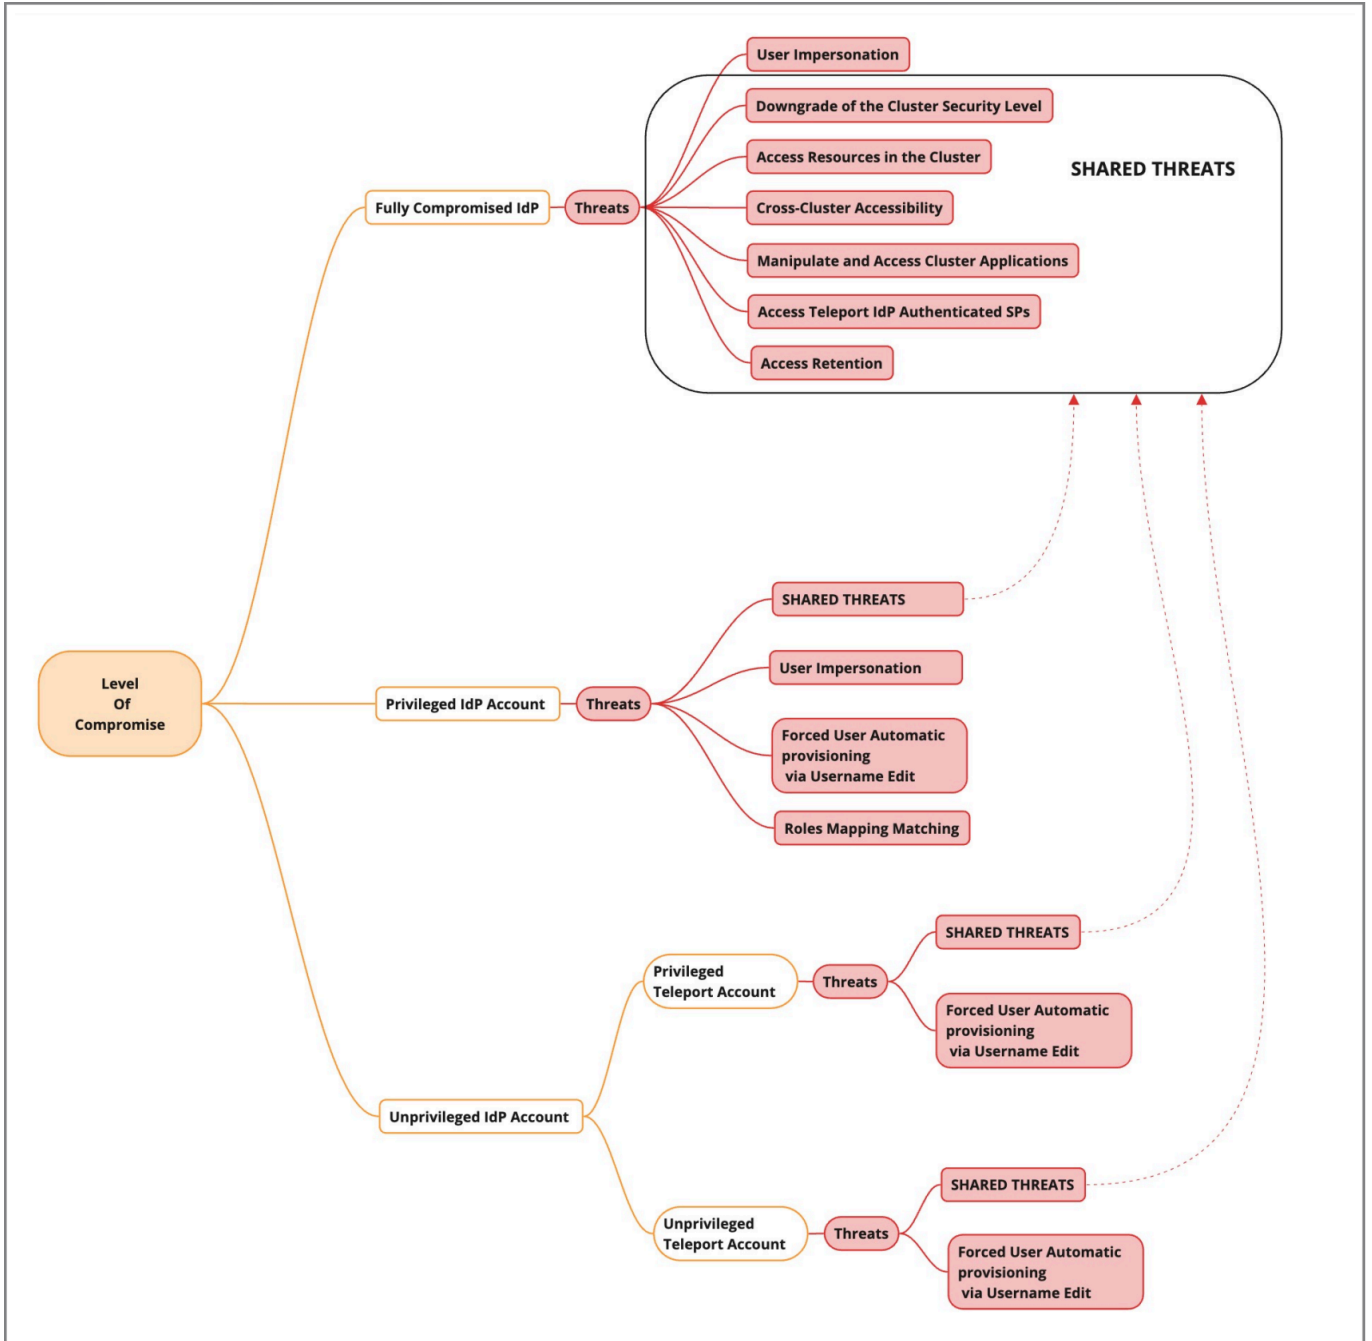 User Impersonation
Downgrade of the Cluster Security Level
Access Resources in the Cluster
SHARED THREATS
Fully Compromised IdP
Threats
Cross-Cluster Accessibility
Manipulate and Access Cluster Applications
Access Teleport IdP Authenticated SPs
Access Retention
Level
Of
Compromise
Privileged IdP Account
Threats
SHARED THREATS
User Impersonation
Forced User Automatic
provisioning
via Username Edit
Roles Mapping Matching
Unprivileged IdP Account
Privileged
Teleport Account
Threats
SHARED THREATS
Forced User Automatic
provisioning
via Username Edit
Unprivileged
Teleport Account
Threats
SHARED THREATS
Forced User Automatic
provisioning
via Username Edit